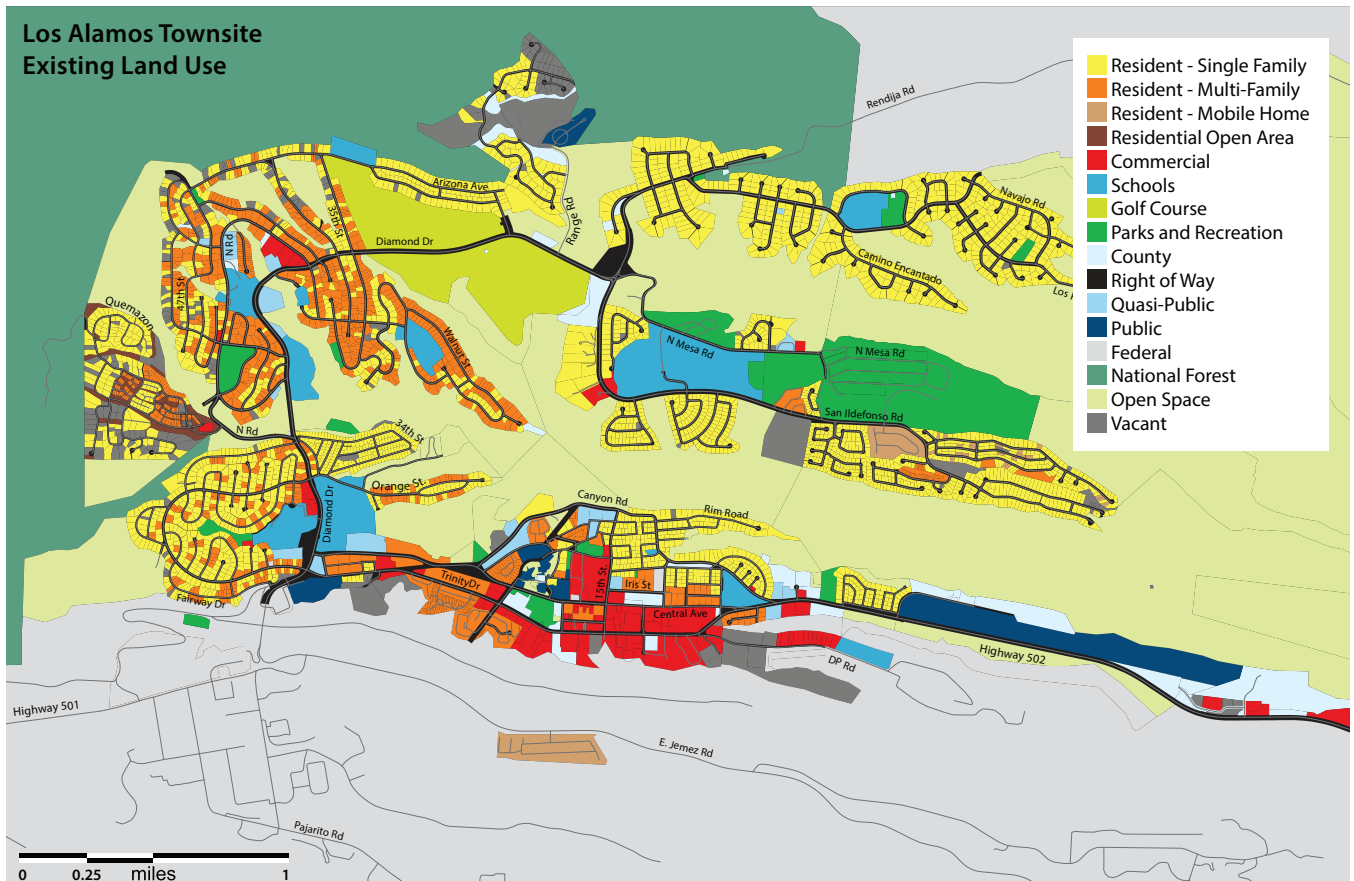 Los Alamos Townsite
Existing Land Use
Resident - Single Family
Resident - Multi-Family
Resident - Mobile Home
Residential Open Area
Commercial
Schools
Golf Course
Parks and Recreation
County
Right of Way
Quasi-Public
Public
Federal
National Forest
Open Space
Vacant
Rendija Rd
Arizona Ave
Range Rd
35th St
Diamond Dr
Navajo Rd
Camino Encantado
Los
N Rd
47th St
Quemazon
Walnut St
N Mesa Rd
N Mesa Rd
San Ildefonso Rd
N Rd
34th St
Orange St.
Diamond Dr
Canyon Rd
Rim Road
15th St.
Iris St
Trinity Dr
Central Ave
Fairway Dr
DP Rd
Highway 502
Highway 501
E. Jemez Rd
Pajarito Rd
0 0.25 miles 1